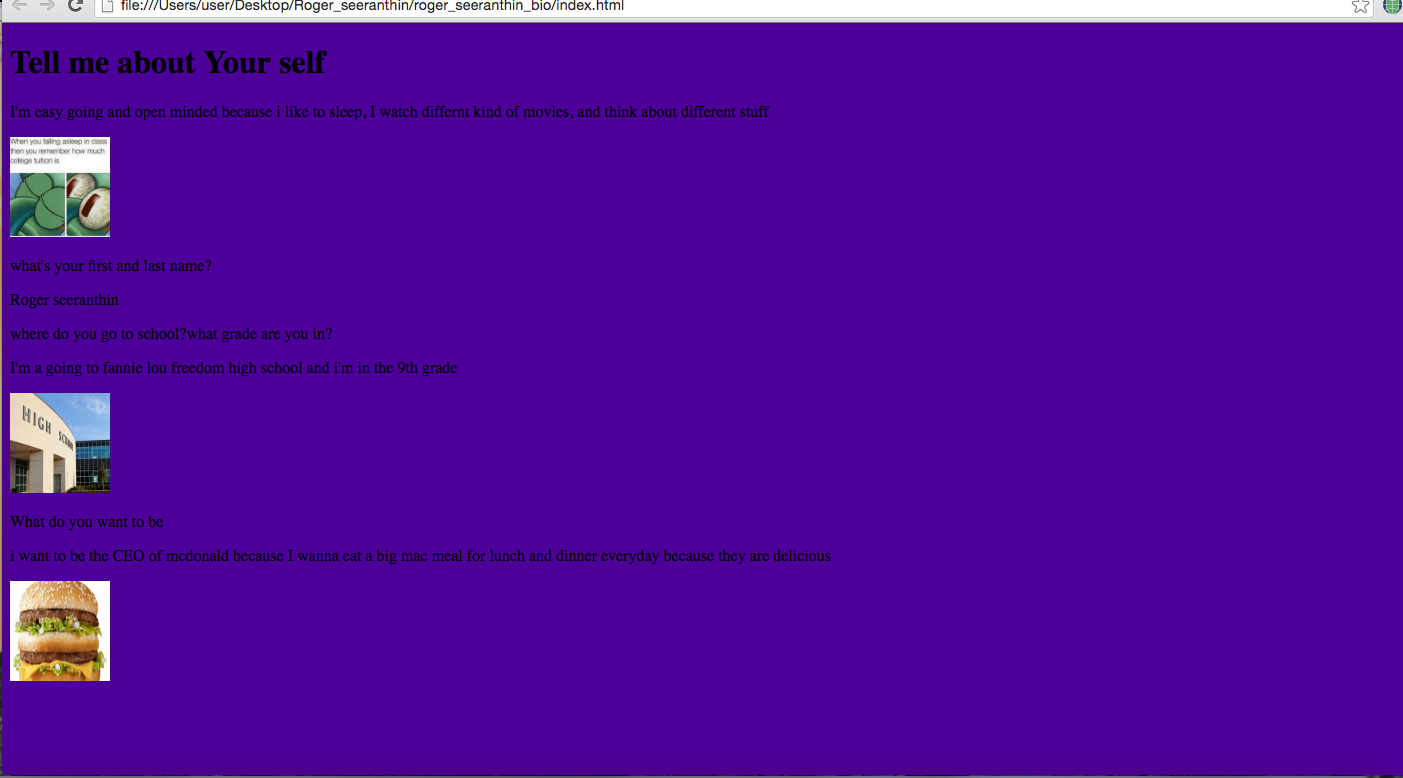 file:///Users/user/Desktop/Roger_seeranthin/roger_seeranthin_bio/index.html
Tell me about Your self
I'm easy going and open minded because i like to sleep, I watch differnt kind of movies, and think about different stuff
When you falling asleep in class
then you remember how much
college tuition is
what's your first and last name?
Roger seeranthin
where do you go to school?what grade are you in?
I'm a going to fannie lou freedom high school and i'm in the 9th grade
HIGH SCHOOL
What do you want to be
i want to be the CEO of mcdonald because I wanna eat a big mac meal for lunch and dinner everyday because they are delicious